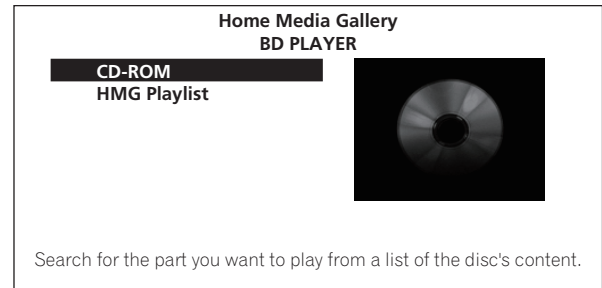 Home Media Gallery
BD PLAYER
CD-ROM
HMG Playlist
Search for the part you want to play from a list of the disc's content.